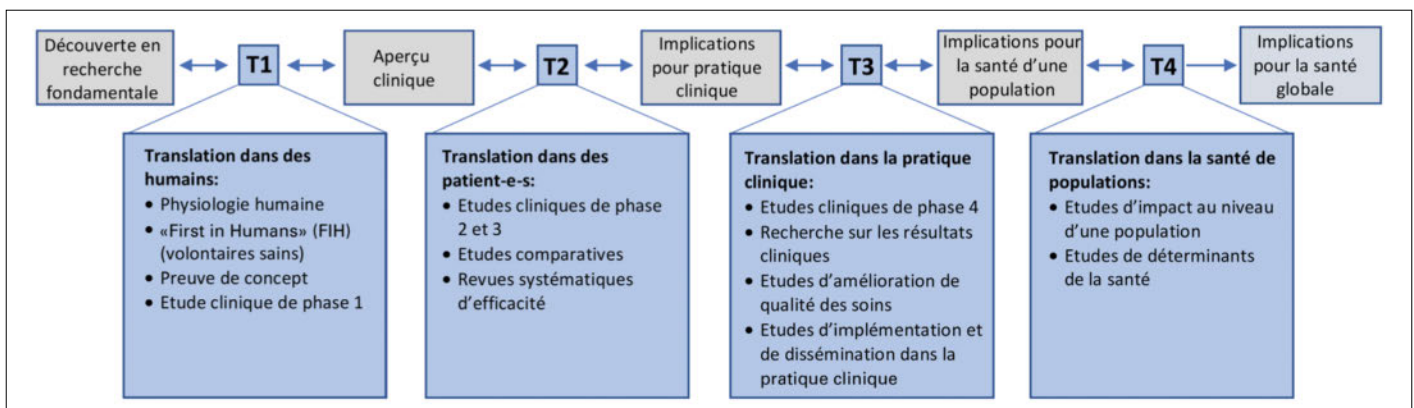 Découverte en
recherche
fondamentale
T1
Aperçu
clinique
T2
Implications
pour pratique
clinique
T3
Implications pour
la santé d’une
population
T4
Implications
pour la santé
globale
Translation dans des
humains:
• Physiologie humaine
• «First in Humans» (FIH)
(volontaires sains)
• Preuve de concept
• Etude clinique de phase 1
Translation dans des
patient-e-s:
• Etudes cliniques de phase
2 et 3
• Etudes comparatives
• Revues systématiques
d’efficacité
Translation dans la pratique
clinique:
• Etudes cliniques de phase 4
• Recherche sur les résultats
cliniques
• Etudes d’amélioration de
qualité des soins
• Etudes d’implémentation et
de dissémination dans la
pratique clinique
Translation dans la santé de
populations:
• Etudes d’impact au niveau
d’une population
• Etudes de déterminants
de la santé